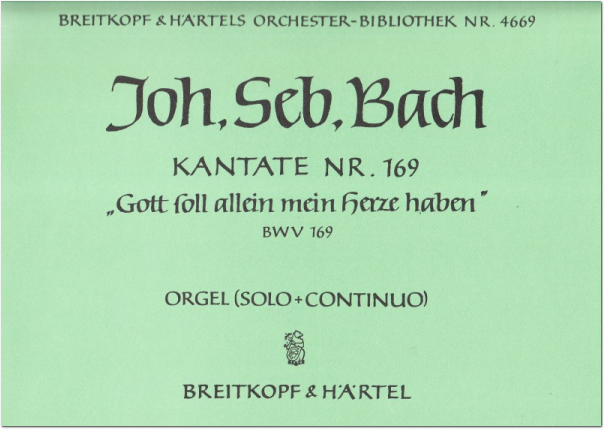 BREITKOPF & HÄRTELS ORCHESTER-BIBLIOTHEK NR. 4669
Joh. Seb. Bach
KANTATE NR. 169
„Gott ſoll allein mein Herze haben“
BWV 169
ORGEL (SOLO + CONTINUO)
BREITKOPF & HÄRTEL